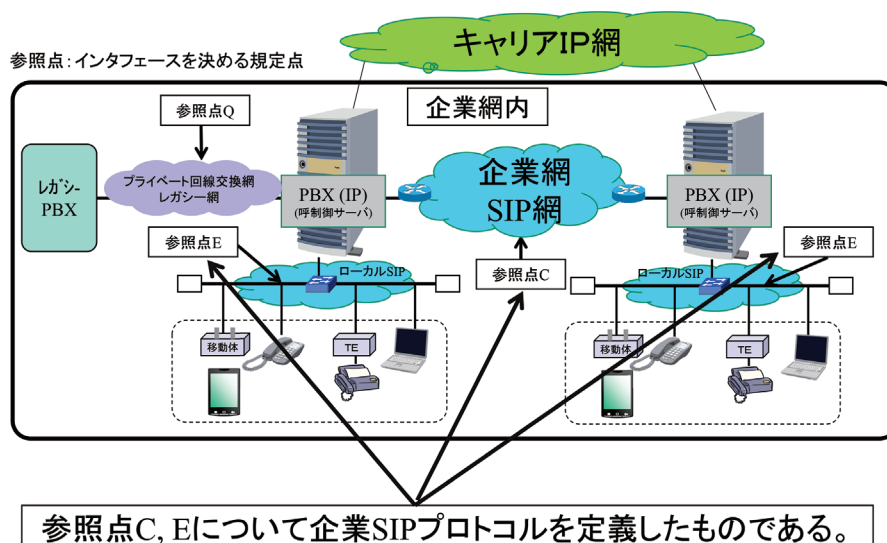 キャリアIP網
参照点:インタフェースを決める規定点
企業網内
参照点Q
ﾚｶﾞｼｰ
PBX
プライベート回線交換網
レガシー網
PBX (IP)
(呼制御サーバ)
企業網
SIP網
PBX (IP)
(呼制御サーバ)
参照点E
参照点C
参照点E
ローカルSIP
ローカルSIP
移動体
TE
移動体
TE
参照点C, Eについて企業SIPプロトコルを定義したものである。